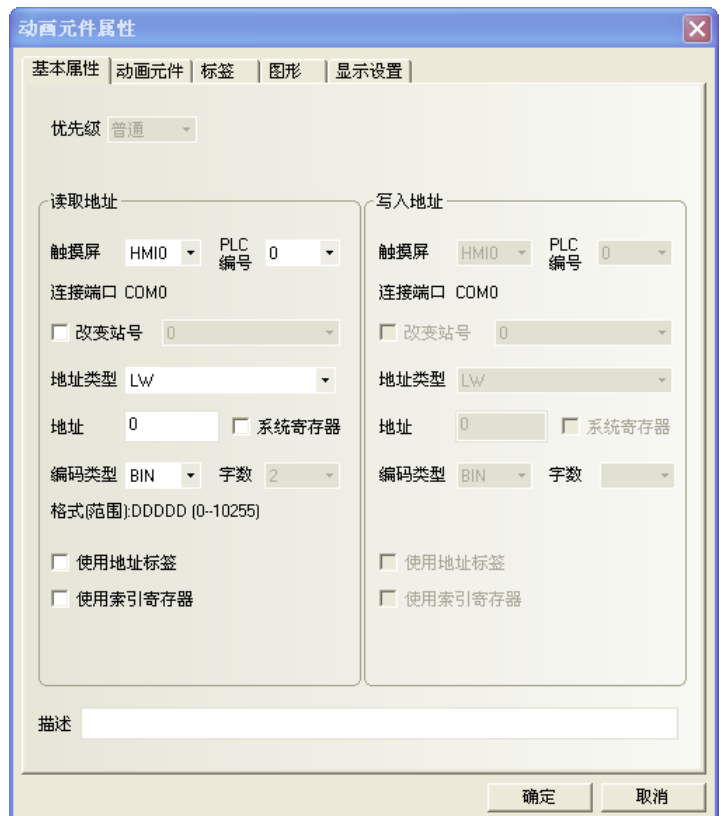 动画元件属性
基本属性 动画元件 标签 图形 显示设置
优先级 普通
读取地址
触摸屏 HMI0 PLC编号 0
连接端口 COM0
改变站号 0
地址类型 LW
地址 0 系统寄存器
编码类型 BIN 字数 2
格式(范围):DDDDD (0--10255)
使用地址标签
使用索引寄存器
写入地址
触摸屏 HMI0 PLC编号 0
连接端口 COM0
改变站号 0
地址类型 LW
地址 0 系统寄存器
编码类型 BIN 字数
使用地址标签
使用索引寄存器
描述
确定 取消